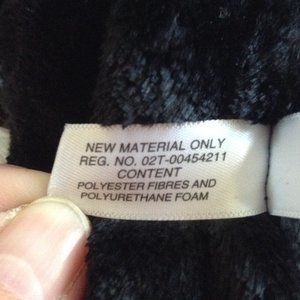 NEW MATERIAL ONLY
REG. NO. 02T-00454211
CONTENT
POLYESTER FIBRES AND
POLYURETHANE FOAM